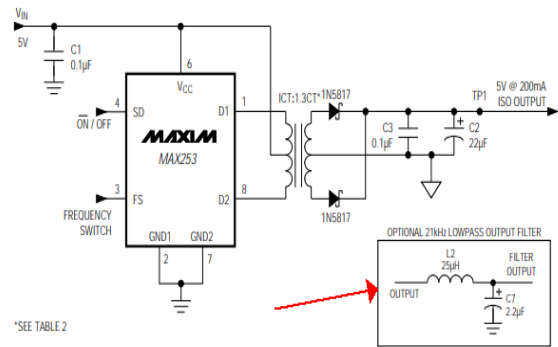 VIN
5V
C1
0.1µF
6
VCC
4
SD
ON / OFF
D1
1
MAXIM
MAX253
3
FS
FREQUENCY
SWITCH
D2
8
GND1
GND2
2
7
ICT:1.3CT*
1N5817
1N5817
C3
0.1µF
TP1
C2
22µF
+
5V @ 200mA
ISO OUTPUT
OPTIONAL 21kHz LOWPASS OUTPUT FILTER
L2
25µH
OUTPUT
FILTER
OUTPUT
+
C7
2.2µF
*SEE TABLE 2